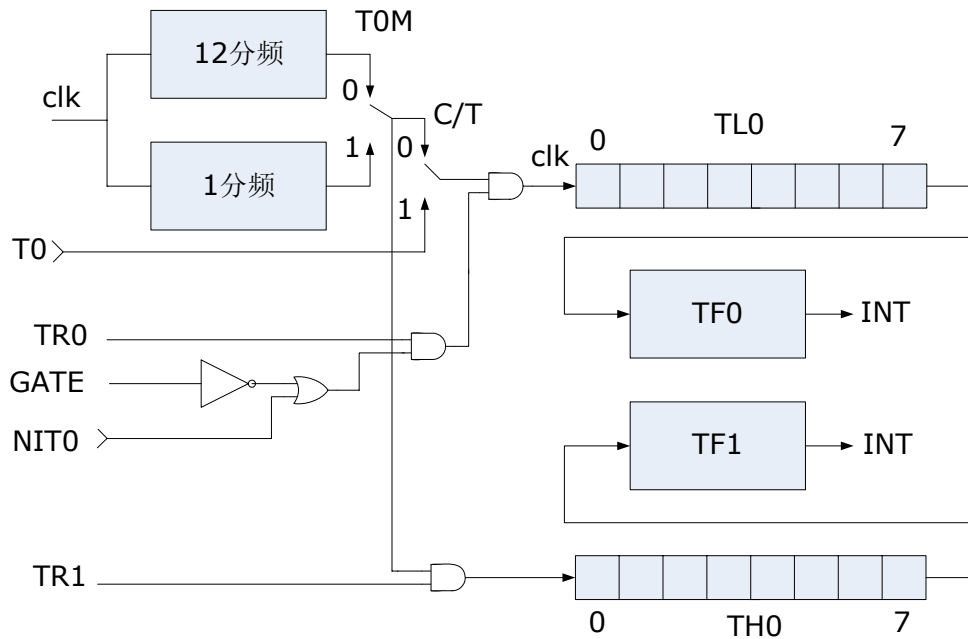 T0M
12分频
clk
0
C/T
1
0
1分频
1
T0
clk
0
TL0
7
TR0
GATE
NIT0
TF0
INT
TF1
INT
TR1
0
TH0
7